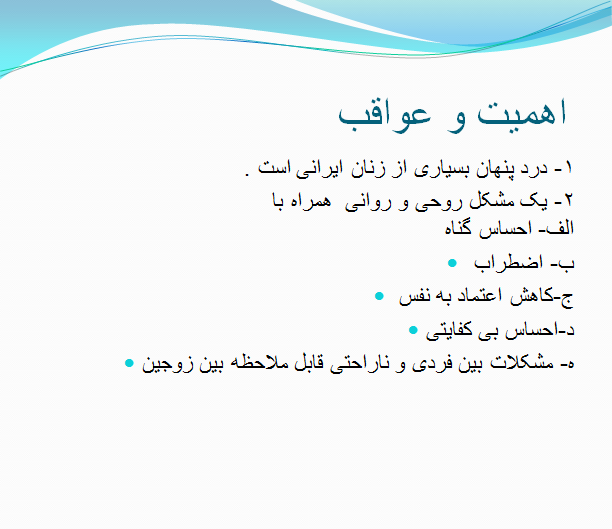 اهمیت و عواقب
۱- درد پنهان بسیاری از زنان ایرانی است .
۲- یک مشکل روحی و روانی همراه با
الف- احساس گناه
ب- اضطراب
ج-کاهش اعتماد به نفس
د-احساس بی کفایتی
ه- مشکلات بین فردی و ناراحتی قابل ملاحظه بین زوجین